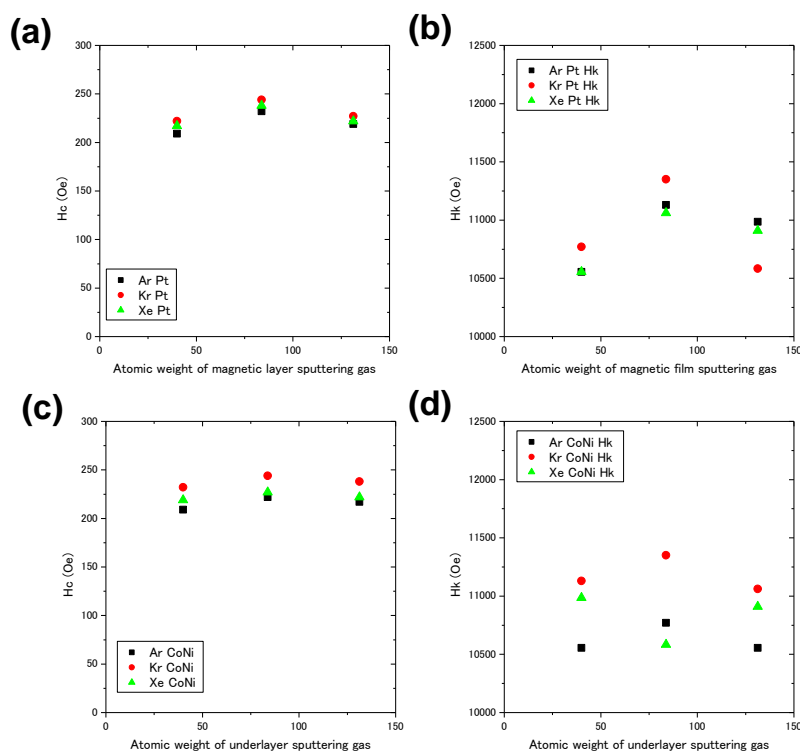 (a)
300
250
200
150
100
50
0
Hc (Oe)
Ar Pt
Kr Pt
Xe Pt
0 50 100 150
Atomic weight of magnetic layer sputtering gas
(b)
12500
12000
11500
11000
10500
10000
Hk (Oe)
Ar Pt Hk
Kr Pt Hk
Xe Pt Hk
0 50 100 150
Atomic weight of magnetic film sputtering gas
(c)
300
250
200
150
100
50
0
Hc (Oe)
Ar CoNi
Kr CoNi
Xe CoNi
0 50 100 150
Atomic weight of underlayer sputtering gas
(d)
12500
12000
11500
11000
10500
10000
Hk (Oe)
Ar CoNi Hk
Kr CoNi Hk
Xe CoNi Hk
0 50 100 150
Atomic weight of underlayer sputtering gas